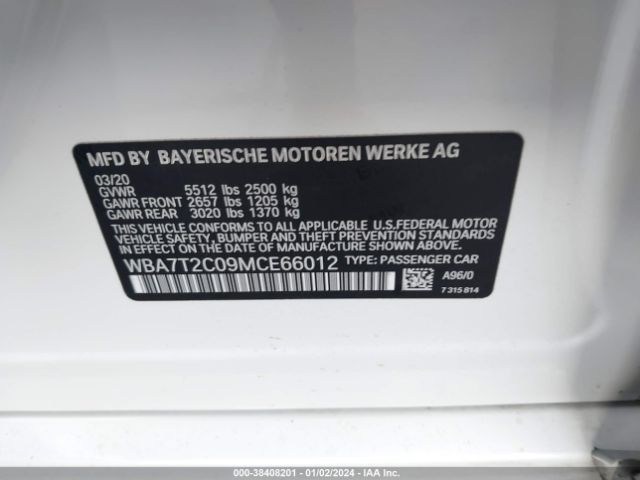 MFD BY BAYERISCHE MOTOREN WERKE AG
03/20
GVWR 5512 lbs 2500 kg
GAWR FRONT 2657 lbs 1205 kg
GAWR REAR 3020 lbs 1370 kg
THIS VEHICLE CONFORMS TO ALL APPLICABLE U.S.FEDERAL MOTOR
VEHICLE SAFETY, BUMPER AND THEFT PREVENTION STANDARDS
IN EFFECT ON THE DATE OF MANUFACTURE SHOWN ABOVE.
WBA7T2C09MCE66012 TYPE: PASSENGER CAR
A96/0
7 315 814
000-38408201 - 01/02/2024 - IAA Inc.